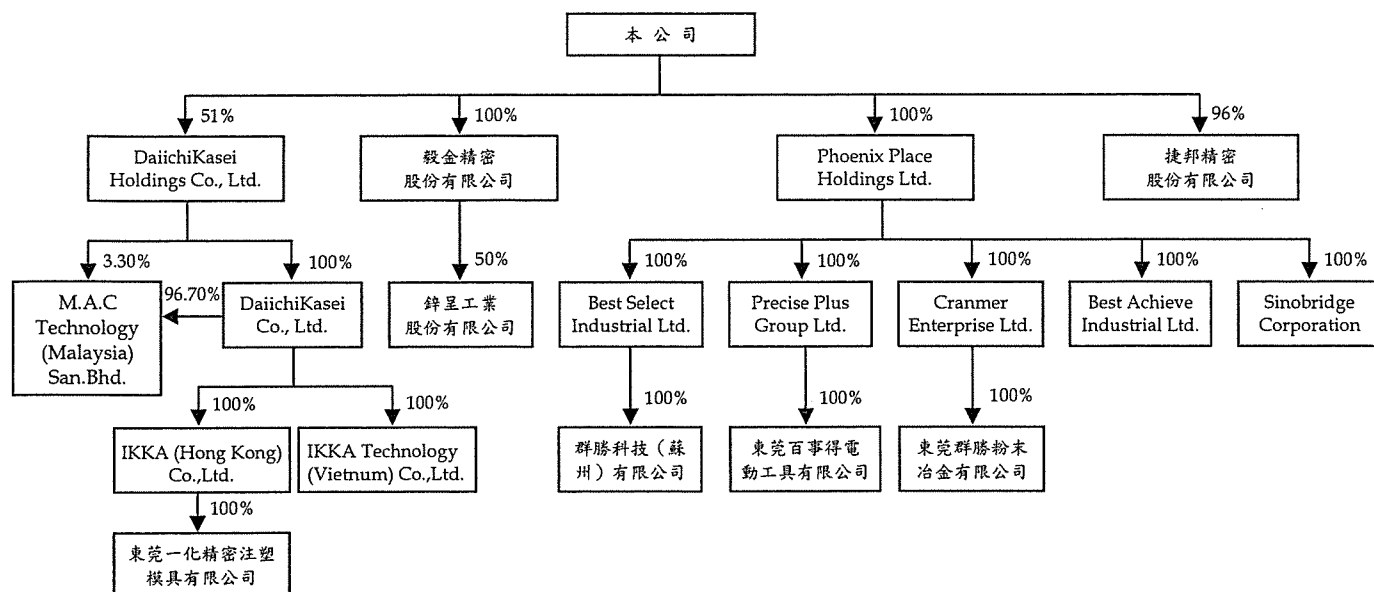 本公司
51%
100%
100%
96%
DaiichiKasei
Holdings Co., Ltd.
毅金精密
股份有限公司
Phoenix Place
Holdings Ltd.
捷邦精密
股份有限公司
3.30%
100%
50%
100%
100%
100%
100%
100%
M.A.C
Technology
(Malaysia)
San.Bhd.
96.70%
DaiichiKasei
Co., Ltd.
鋅呈工業
股份有限公司
Best Select
Industrial Ltd.
Precise Plus
Group Ltd.
Cranmer
Enterprise Ltd.
Best Achieve
Industrial Ltd.
Sinobridge
Corporation
100%
100%
100%
100%
100%
IKKA (Hong Kong)
Co.,Ltd.
IKKA Technology
(Vietnum) Co.,Ltd.
群勝科技（蘇
州）有限公司
東莞百事得電
動工具有限公司
東莞群勝粉末
冶金有限公司
100%
東莞一化精密注塑
模具有限公司